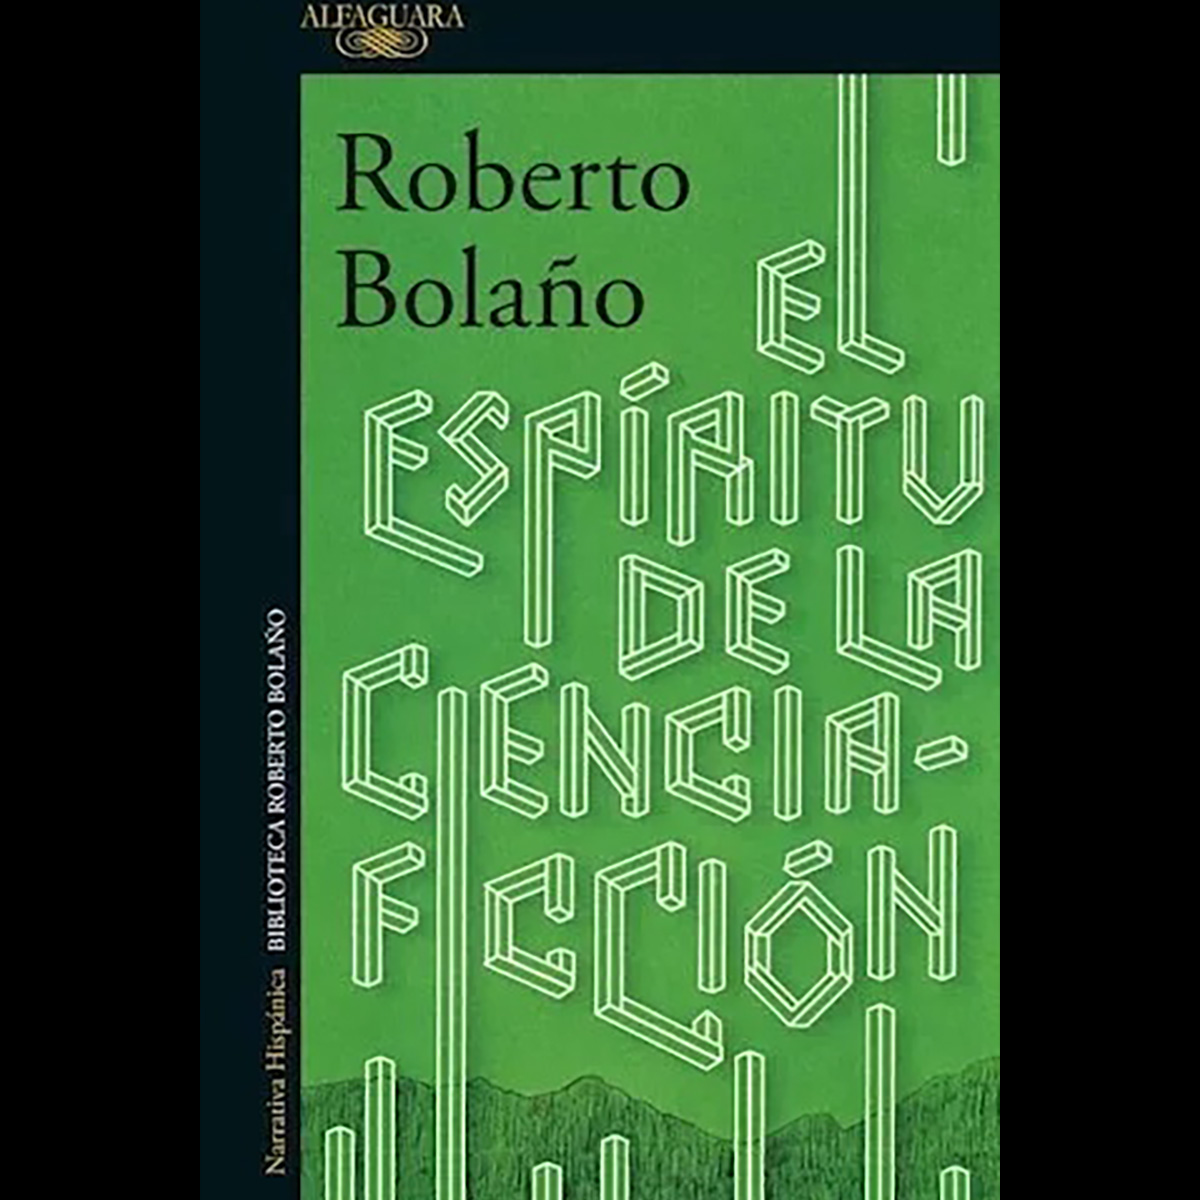 ALFAGUARA
Roberto
Bolaño
EL
ESPÍRITU
DE LA
CIENCIA-
FICCIÓN
Narrativa Hispánica BIBLIOTECA ROBERTO BOLAÑO